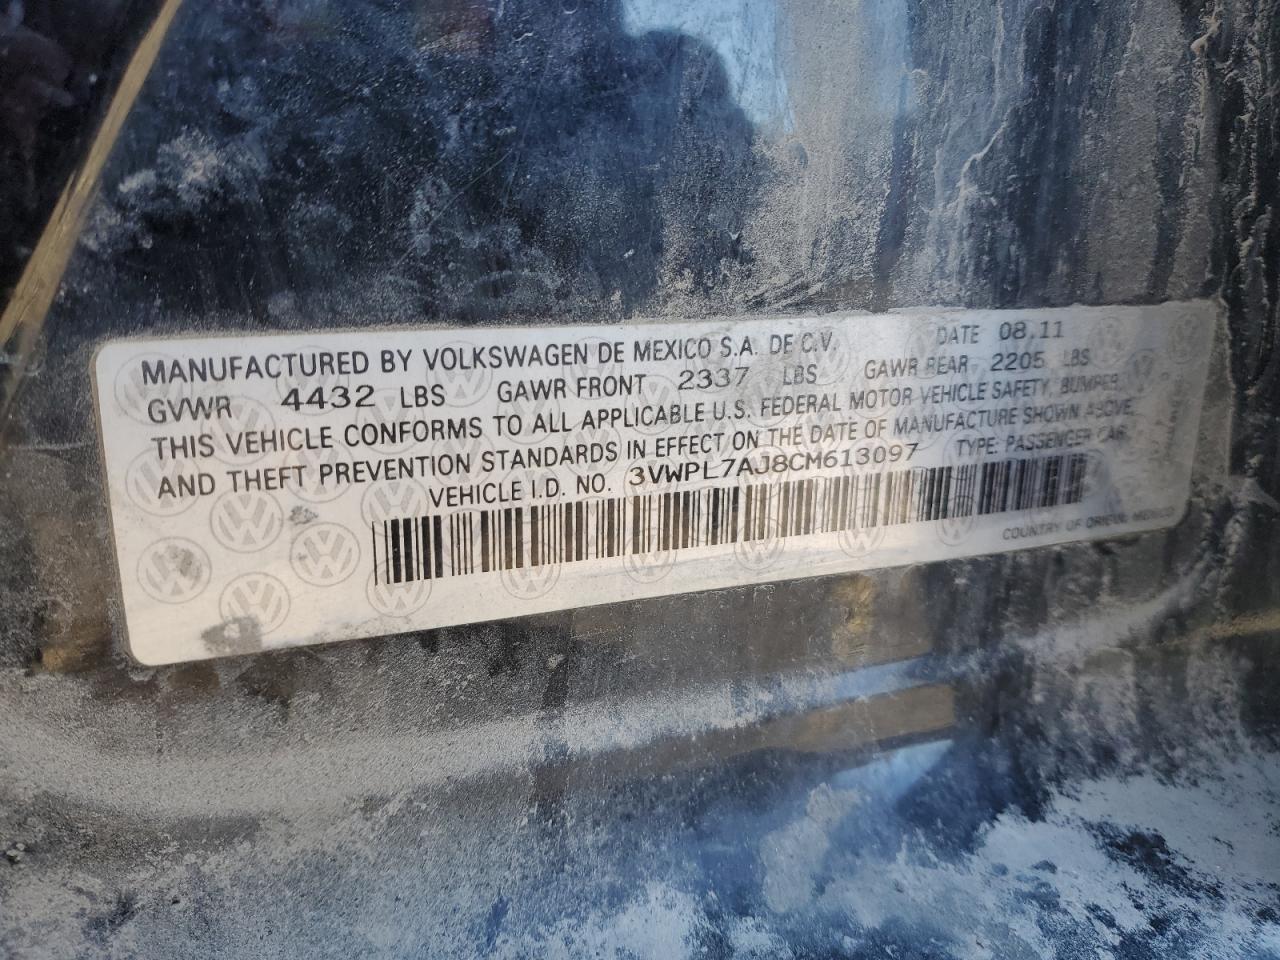 MANUFACTURED BY VOLKSWAGEN DE MEXICO S.A. DE C.V. DATE 08.11
GVWR 4432 LBS GAWR FRONT 2337 LBS GAWR REAR 2205 LBS
THIS VEHICLE CONFORMS TO ALL APPLICABLE U.S. FEDERAL MOTOR VEHICLE SAFETY, BUMPER
AND THEFT PREVENTION STANDARDS IN EFFECT ON THE DATE OF MANUFACTURE SHOWN ABOVE
VEHICLE I.D. NO. 3VWPL7AJ8CM613097 TYPE: PASSENGER CAR
COUNTRY OF ORIGIN: MEXICO